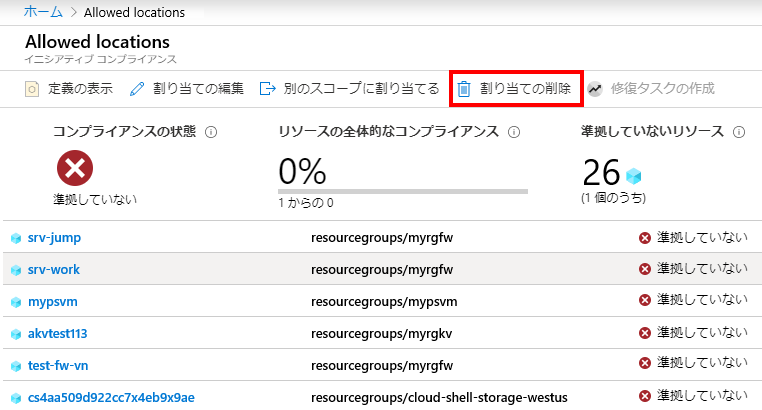 ホーム > Allowed locations
Allowed locations
イニシアティブ コンプライアンス
定義の表示 割り当ての編集 別のスコープに割り当てる 割り当ての削除 修復タスクの作成
コンプライアンスの状態 リソースの全体的なコンプライアンス 準拠していないリソース
0% 26
準拠していない 1 からの 0 (1 個のうち)
srv-jump resourcegroups/myrgfw 準拠していない
srv-work resourcegroups/myrgfw 準拠していない
mypsvm resourcegroups/mypsvm 準拠していない
akvtest113 resourcegroups/myrgkv 準拠していない
test-fw-vn resourcegroups/myrgfw 準拠していない
cs4aa509d922cc7x4eb9x9ae resourcegroups/cloud-shell-storage-westus 準拠していない